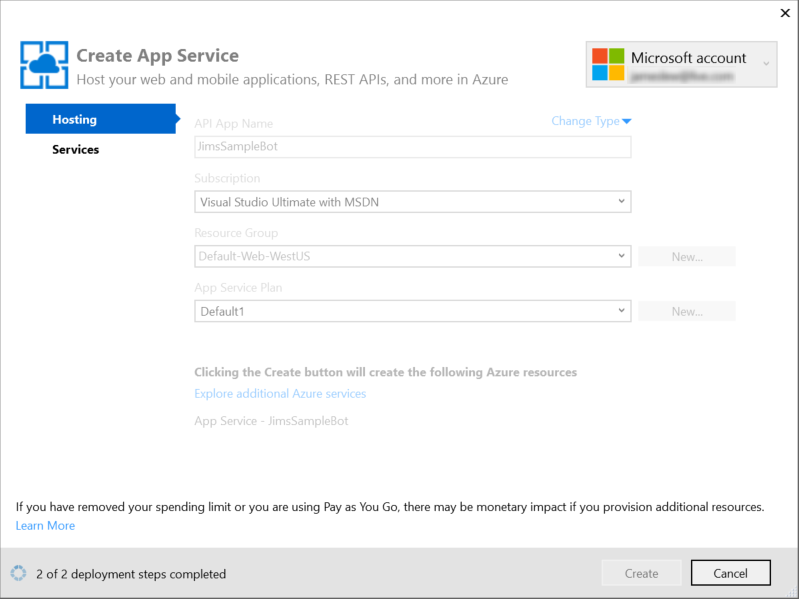 Create App Service
Host your web and mobile applications, REST APIs, and more in Azure
Microsoft account
Hosting
Services
API App Name
Change Type
JimsSampleBot
Subscription
Visual Studio Ultimate with MSDN
Resource Group
Default-Web-WestUS
New...
App Service Plan
Default1
New...
Clicking the Create button will create the following Azure resources
Explore additional Azure services
App Service - JimsSampleBot
If you have removed your spending limit or you are using Pay as You Go, there may be monetary impact if you provision additional resources.
Learn More
2 of 2 deployment steps completed
Create
Cancel